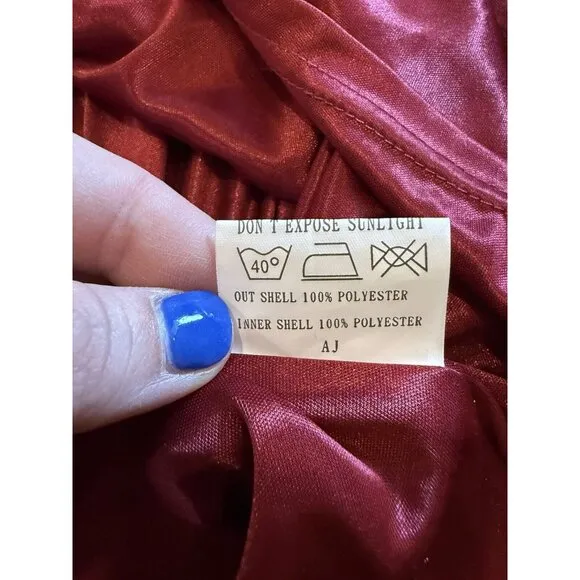 DON'T EXPOSE SUNLIGHT
40°
OUT SHELL 100% POLYESTER
INNER SHELL 100% POLYESTER
AJ